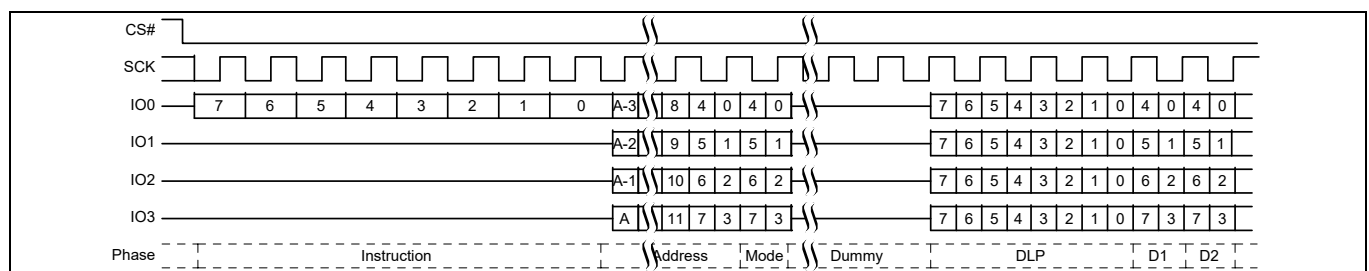 CS#
SCK
IO0 7 6 5 4 3 2 1 0 A-3 8 4 0 4 0 7 6 5 4 3 2 1 0 4 0 4 0
IO1 A-2 9 5 1 5 1 7 6 5 4 3 2 1 0 5 1 5 1
IO2 A-1 10 6 2 6 2 7 6 5 4 3 2 1 0 6 2 6 2
IO3 A 11 7 3 7 3 7 6 5 4 3 2 1 0 7 3 7 3
Phase Instruction Address Mode Dummy DLP D1 D2